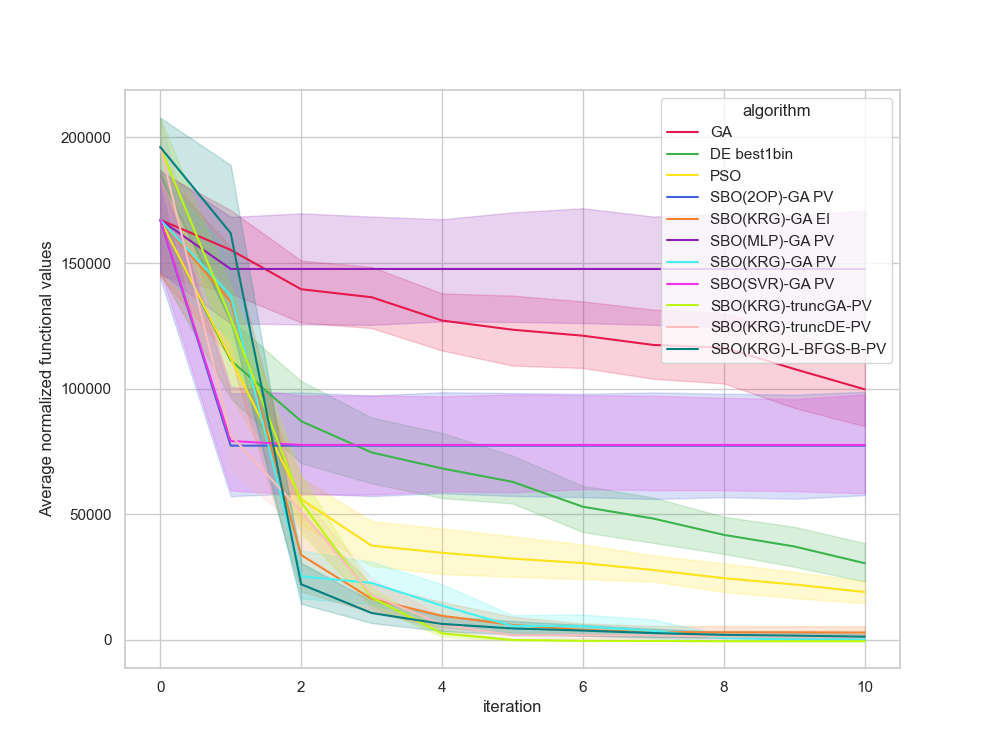 200000
150000
100000
50000
0
Average normalized functional values
0 2 4 6 8 10
iteration
algorithm
GA
DE best1bin
PSO
SBO(2OP)-GA PV
SBO(KRG)-GA EI
SBO(MLP)-GA PV
SBO(KRG)-GA PV
SBO(SVR)-GA PV
SBO(KRG)-truncGA-PV
SBO(KRG)-truncDE-PV
SBO(KRG)-L-BFGS-B-PV